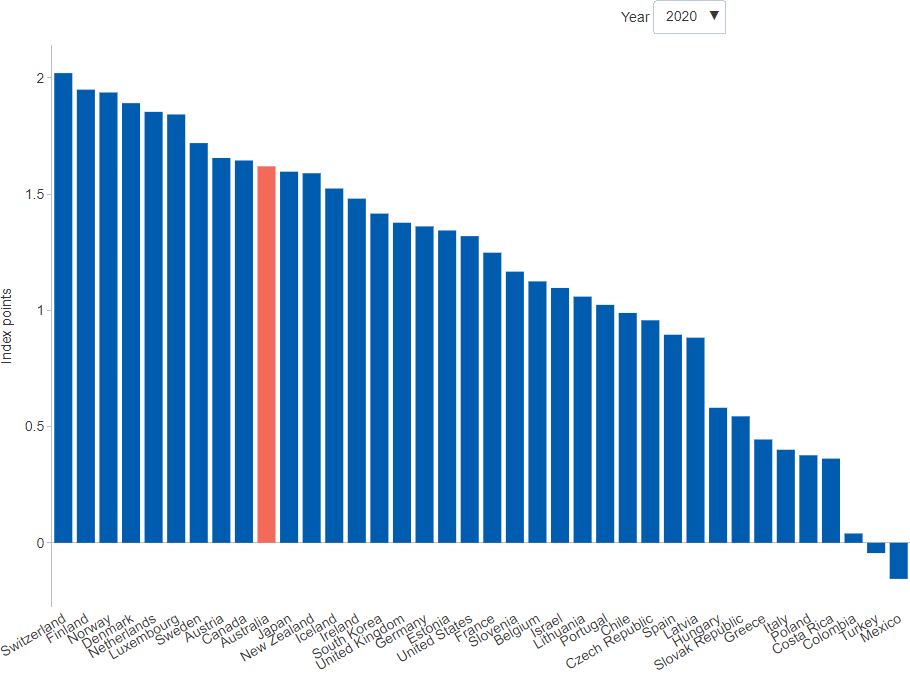 Year 2020 ▼
Index points
2
1.5
1
0.5
0
Switzerland
Finland
Norway
Denmark
Netherlands
Luxembourg
Sweden
Austria
Canada
Australia
Japan
New Zealand
Iceland
Ireland
South Korea
United Kingdom
Germany
Estonia
United States
France
Slovenia
Belgium
Israel
Lithuania
Portugal
Chile
Czech Republic
Spain
Latvia
Hungary
Slovak Republic
Greece
Italy
Poland
Costa Rica
Colombia
Turkey
Mexico